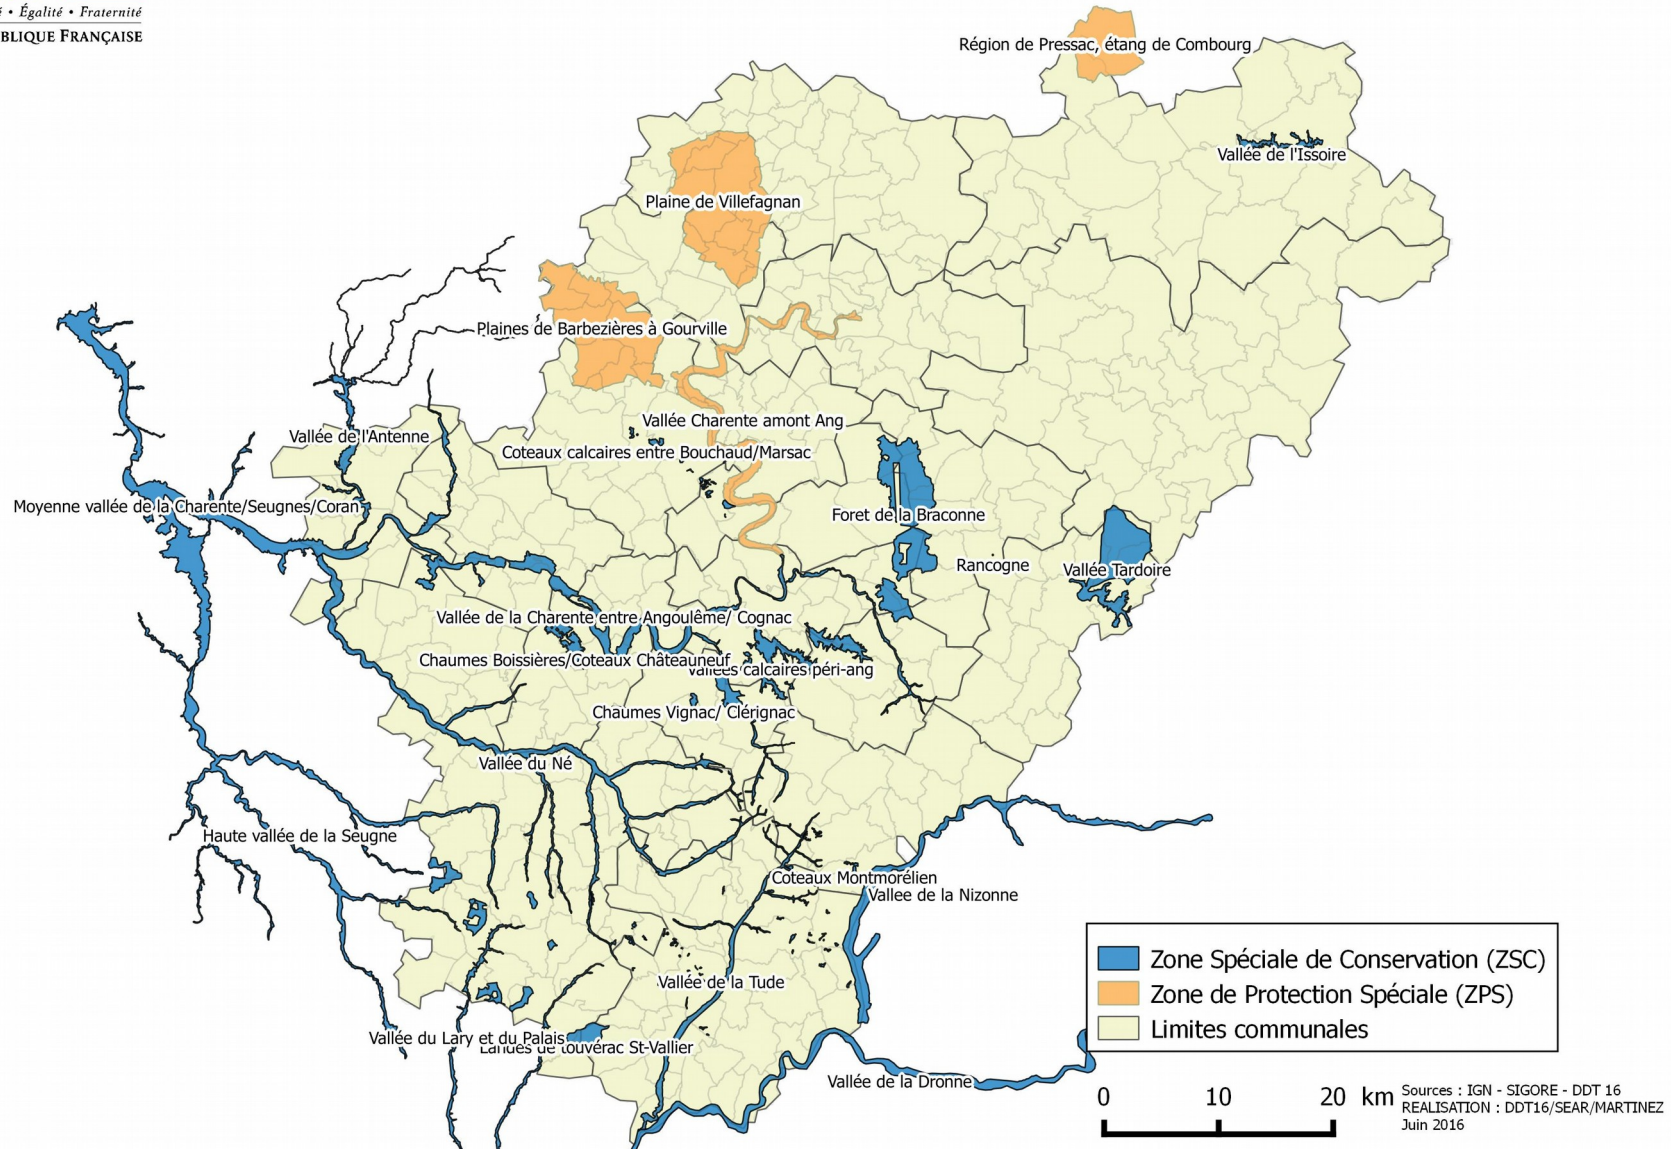 é • Égalité • Fraternité
BLIQUE FRANÇAISE
Région de Pressac, étang de Combourg
Vallée de l'Issoire
Plaine de Villefagnan
Plaines de Barbezières à Gourville
Vallée Charente amont Ang
Vallée de l'Antenne
Coteaux calcaires entre Bouchaud/Marsac
Moyenne vallée de la Charente/Seugnes/Coran
Foret de la Braconne
Rancogne
Vallée Tardoire
Vallée de la Charente entre Angoulême/ Cognac
Chaumes Boissières/Coteaux Châteauneuf
Vallées calcaires péri-ang
Chaumes Vignac/ Clérignac
Vallée du Né
Haute vallée de la Seugne
Coteaux Montmorélien
Vallee de la Nizonne
Vallée de la Tude
Vallée du Lary et du Palais
Landes de touvérac St-Vallier
Vallée de la Dronne
Zone Spéciale de Conservation (ZSC)
Zone de Protection Spéciale (ZPS)
Limites communales
0 10 20 km
Sources : IGN - SIGORE - DDT 16
REALISATION : DDT16/SEAR/MARTINEZ
Juin 2016